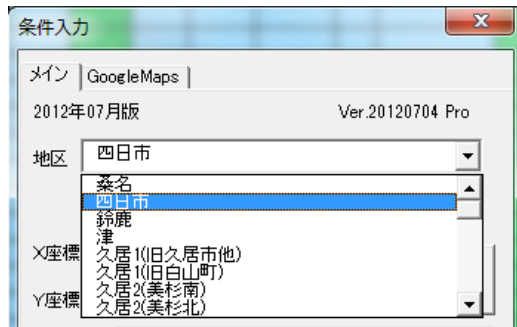 条件入力
メイン GoogleMaps
2012年07月版 Ver.20120704 Pro
地区 四日市
桑名
四日市
鈴鹿
津
久居1(旧久居市他)
久居1(旧白山町)
久居2(美杉南)
久居2(美杉北)
X座標
Y座標